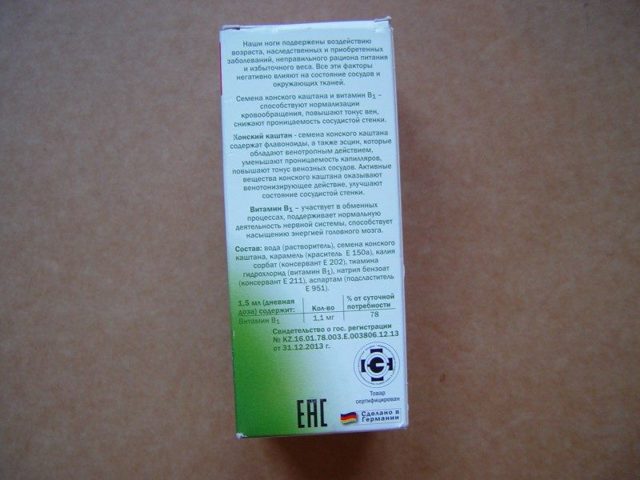 Наши ноги подвержены воздействию
возраста, наследственных и приобретенных
заболеваний, неправильного рациона питания
и избыточного веса. Все эти факторы
негативно влияют на состояние сосудов и
окружающих тканей.
Семена конского каштана и витамин B1 –
способствуют нормализации
кровообращения, повышают тонус вен,
снижают проницаемость сосудистой стенки.
Конский каштан - семена конского каштана
содержат флавоноиды, а также эсцин, которые
обладают венотропным действием,
уменьшают проницаемость капилляров,
повышают тонус венозных сосудов. Активные
вещества конского каштана оказывают
венотонизирующее действие, улучшают
состояние сосудистой стенки.
Витамин B1 – участвует в обменных
процессах, поддерживает нормальную
деятельность нервной системы, способствует
насыщению энергией головного мозга.
Состав: вода (растворитель), семена конского
каштана, карамель (краситель E 150a), калия
сорбат (консервант E 202), тиамина
гидрохлорид (витамин B1), натрия бензоат
(консервант E 211), аспартам (подсластитель
E 951).
1,5 мл (дневная доза) содержит: Кол-во % от суточной потребности
Витамин B1 1,1 мг 78
Свидетельство о гос. регистрации
№ KZ.16.01.78.003.E.003806.12.13
от 31.12.2013 г.
Товар
сертифицирован
EAC
Сделано в
Германии